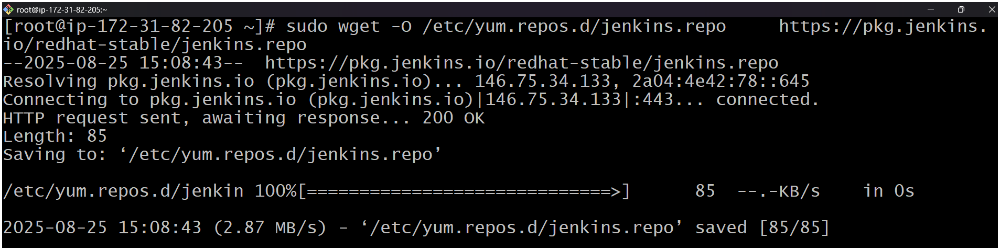 root@ip-172-31-82-205:~
[root@ip-172-31-82-205 ~]# sudo wget -O /etc/yum.repos.d/jenkins.repo     https://pkg.jenkins.
io/redhat-stable/jenkins.repo
--2025-08-25 15:08:43--  https://pkg.jenkins.io/redhat-stable/jenkins.repo
Resolving pkg.jenkins.io (pkg.jenkins.io)... 146.75.34.133, 2a04:4e42:78::645
Connecting to pkg.jenkins.io (pkg.jenkins.io)|146.75.34.133|:443... connected.
HTTP request sent, awaiting response... 200 OK
Length: 85
Saving to: ‘/etc/yum.repos.d/jenkins.repo’
/etc/yum.repos.d/jenkin 100%[=============================>]      85  --.-KB/s    in 0s
2025-08-25 15:08:43 (2.87 MB/s) - ‘/etc/yum.repos.d/jenkins.repo’ saved [85/85]